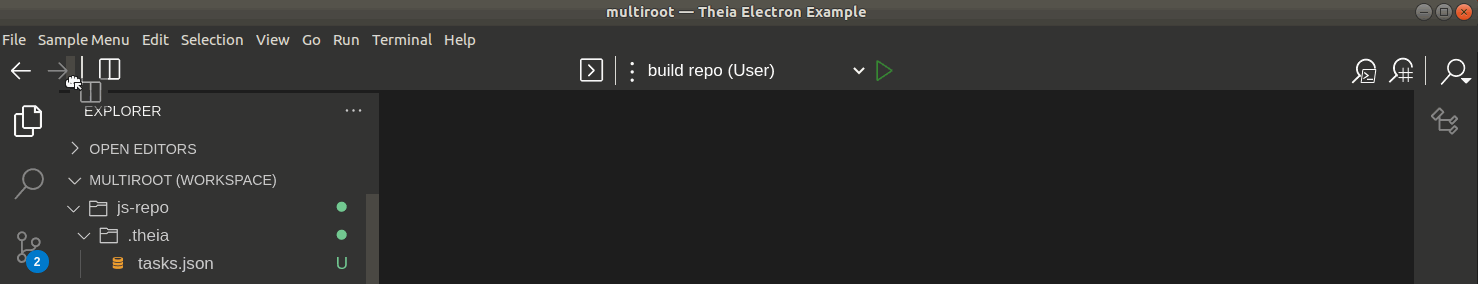 multiroot — Theia Electron Example
File Sample Menu Edit Selection View Go Run Terminal Help
build repo (User)
EXPLORER
OPEN EDITORS
MULTIROOT (WORKSPACE)
js-repo
.theia
2
tasks.json U